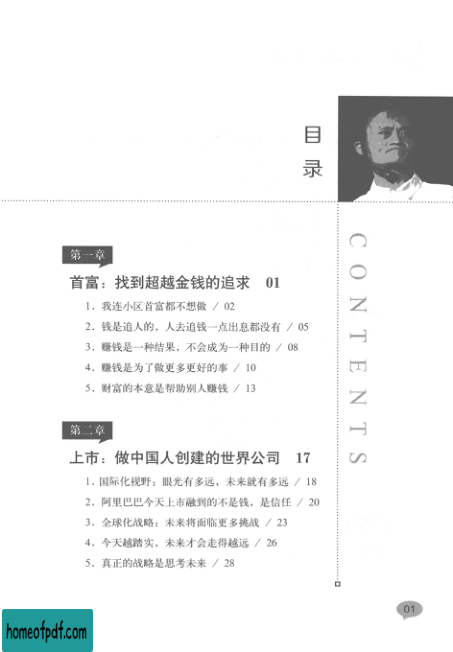 目
录
CONTENTS
第一章
首富：找到超越金钱的追求 01
1．我连小区首富都不想做 / 02
2．钱是追人的，人去追钱一点出息都没有 / 05
3．赚钱是一种结果，不会成为一种目的 / 08
4．赚钱是为了做更多更好的事 / 10
5．财富的本意是帮助别人赚钱 / 13
第二章
上市：做中国人创建的世界公司 17
1．国际化视野：眼光有多远，未来就有多远 / 18
2．阿里巴巴今天上市融到的不是钱，是信任 / 20
3．全球化战略：未来将面临更多挑战 / 23
4．今天越踏实，未来才会走得越远 / 26
5．真正的战略是思考未来 / 28
01
homeofpdf.com